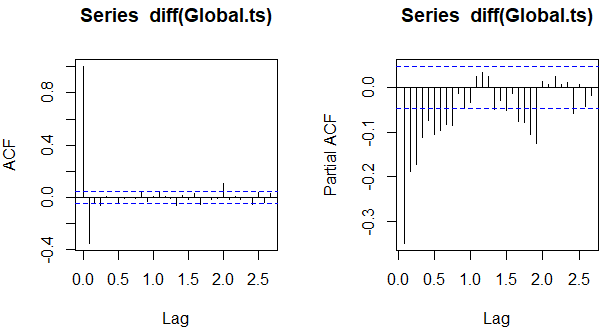 Series diff(Global.ts)
ACF
0.8
0.4
0.0
-0.4
0.0 0.5 1.0 1.5 2.0 2.5
Lag
Series diff(Global.ts)
Partial ACF
0.0
-0.1
-0.2
-0.3
0.0 0.5 1.0 1.5 2.0 2.5
Lag